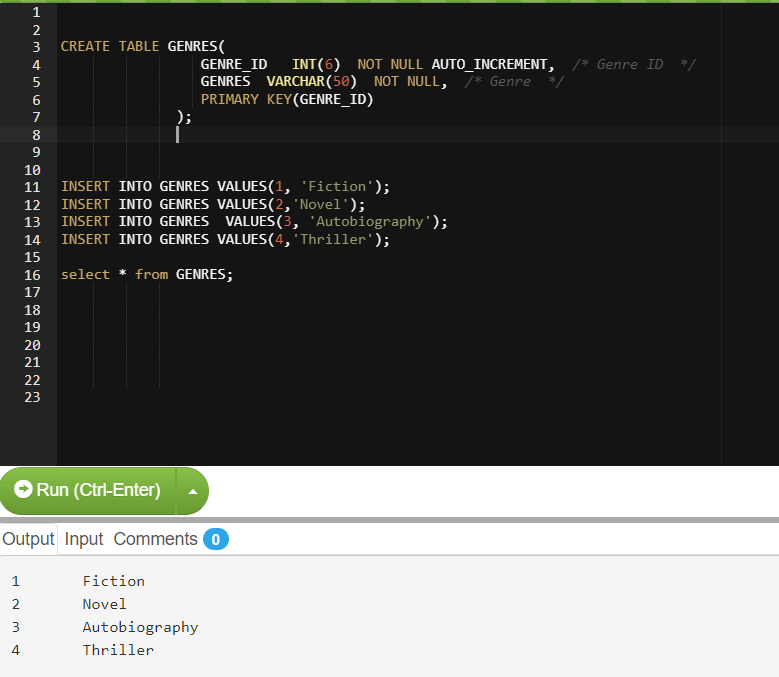 1
2
3 CREATE TABLE GENRES(
4 GENRE_ID INT(6) NOT NULL AUTO_INCREMENT, /* Genre ID */
5 GENRES VARCHAR(50) NOT NULL, /* Genre */
6 PRIMARY KEY(GENRE_ID)
7 );
8
9
10
11 INSERT INTO GENRES VALUES(1, 'Fiction');
12 INSERT INTO GENRES VALUES(2,'Novel');
13 INSERT INTO GENRES  VALUES(3, 'Autobiography');
14 INSERT INTO GENRES VALUES(4,'Thriller');
15
16 select * from GENRES;
17
18
19
20
21
22
23
Run (Ctrl-Enter)
Output Input Comments 0
1 Fiction
2 Novel
3 Autobiography
4 Thriller